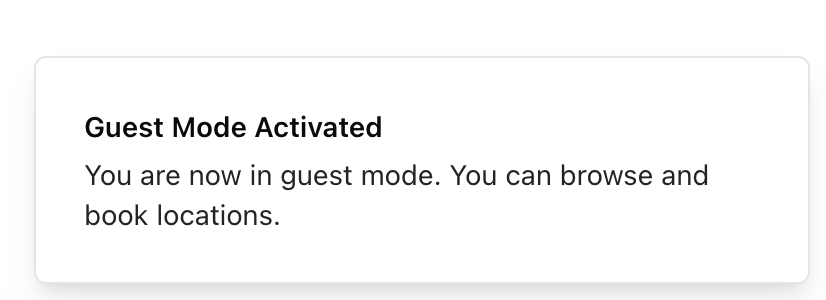 Guest Mode Activated
You are now in guest mode. You can browse and
book locations.